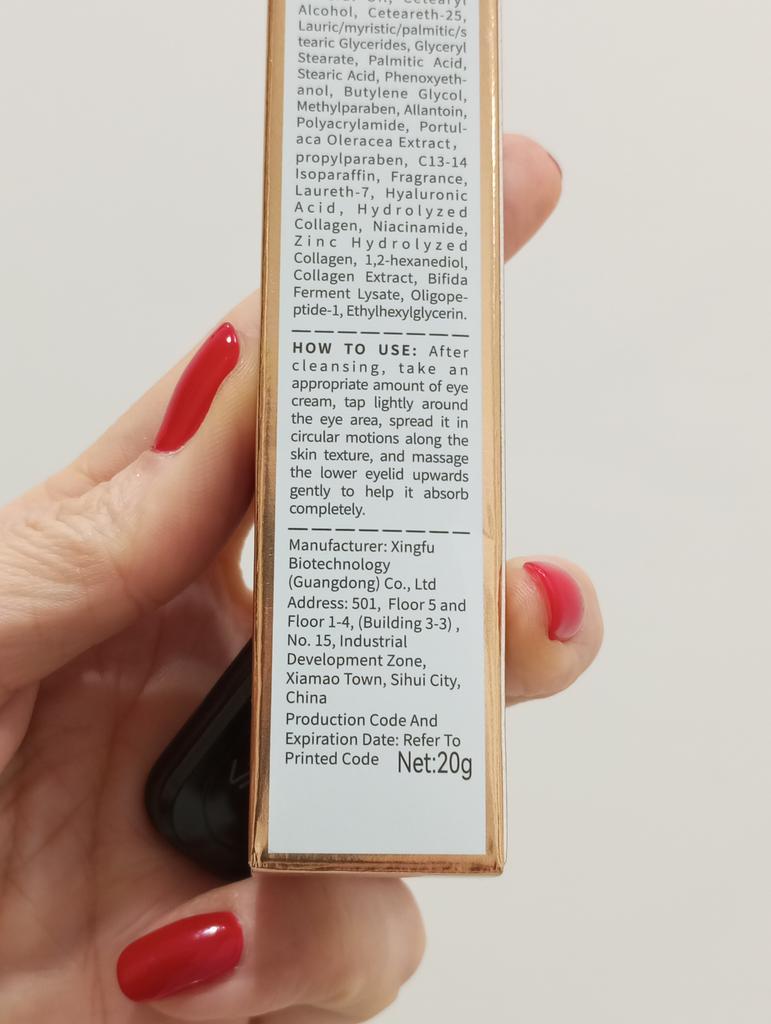 Alcohol, Ceteareth-25,
Lauric/myristic/palmitic/s
tearic Glycerides, Glyceryl
Stearate, Palmitic Acid,
Stearic Acid, Phenoxyeth-
anol, Butylene Glycol,
Methylparaben, Allantoin,
Polyacrylamide, Portul-
aca Oleracea Extract,
propylparaben, C13-14
Isoparaffin, Fragrance,
Laureth-7, Hyaluronic
Acid, Hydrolyzed
Collagen, Niacinamide,
Zinc Hydrolyzed
Collagen, 1,2-hexanediol,
Collagen Extract, Bifida
Ferment Lysate, Oligope-
ptide-1, Ethylhexylglycerin.
HOW TO USE: After
cleansing, take an
appropriate amount of eye
cream, tap lightly around
the eye area, spread it in
circular motions along the
skin texture, and massage
the lower eyelid upwards
gently to help it absorb
completely.
Manufacturer: Xingfu
Biotechnology
(Guangdong) Co., Ltd
Address: 501, Floor 5 and
Floor 1-4, (Building 3-3) ,
No. 15, Industrial
Development Zone,
Xiamao Town, Sihui City,
China
Production Code And
Expiration Date: Refer To
Printed Code Net:20g